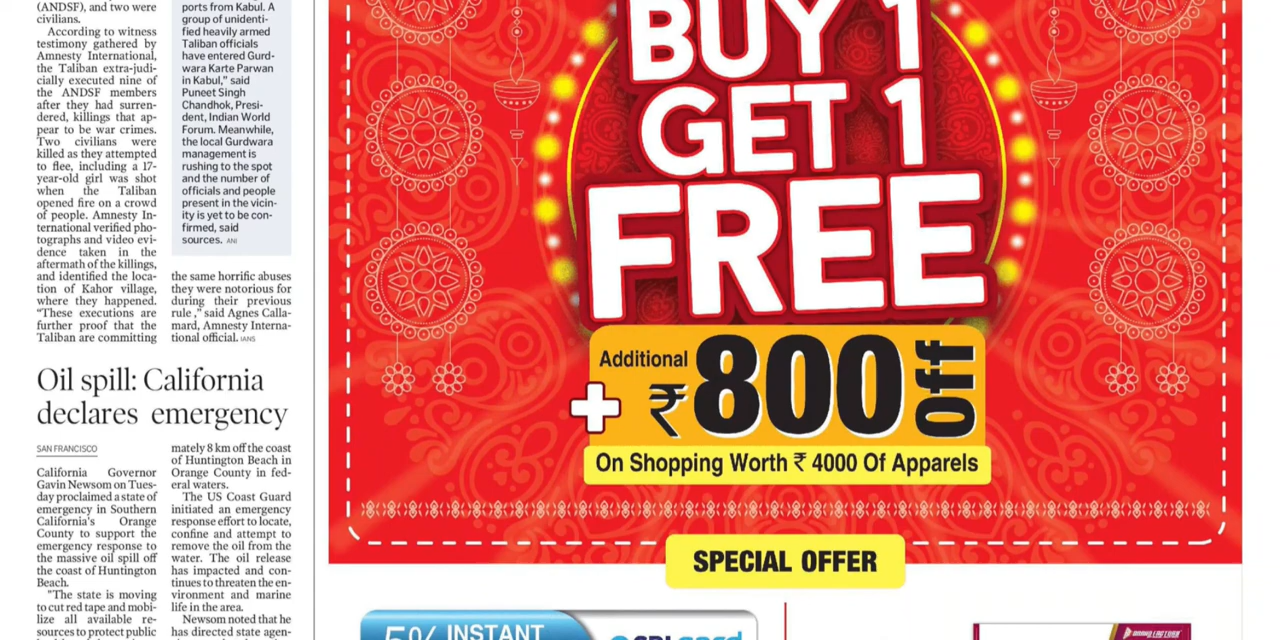 (ANDSF), and two were
civilians.
According to witness
testimony gathered by
Amnesty International,
the Taliban extra-judi-
cially executed nine of
the ANDSF members
after they had surren-
dered, killings that ap-
pear to be war crimes.
Two civilians were
killed as they attempted
to flee, including a 17-
year-old girl was shot
when the Taliban
opened fire on a crowd
of people. Amnesty In-
ternational verified pho-
tographs and video evi-
dence taken in the
aftermath of the killings,
and identified the loca-
tion of Kahor village,
where they happened.
"These executions are
further proof that the
Taliban are committing
the same horrific abuses
they were notorious for
during their previous
rule ," said Agnes Calla-
mard, Amnesty Interna-
tional official. IANS
ports from Kabul. A
group of unidenti-
fied heavily armed
Taliban officials
have entered Gurd-
wara Karte Parwan
in Kabul," said
Puneet Singh
Chandhok, Presi-
dent, Indian World
Forum. Meanwhile,
the local Gurdwara
management is
rushing to the spot
and the number of
officials and people
present in the vicin-
ity is yet to be con-
firmed, said
sources. ANI
Oil spill: California
declares emergency
SAN FRANCISCO
California Governor
Gavin Newsom on Tues-
day proclaimed a state of
emergency in Southern
California's Orange
County to support the
emergency response to
the massive oil spill off
the coast of Huntington
Beach.
"The state is moving
to cut red tape and mobi-
lize all available re-
sources to protect public
mately 8 km off the coast
of Huntington Beach in
Orange County in fed-
eral waters.
The US Coast Guard
initiated an emergency
response effort to locate,
confine and attempt to
remove the oil from the
water. The oil release
has impacted and con-
tinues to threaten the en-
vironment and marine
life in the area.
Newsom noted that he
has directed state agen-
BUY 1
GET 1
FREE
Additional
+ ₹800 Off
On Shopping Worth ₹ 4000 Of Apparels
SPECIAL OFFER
5% INSTANT
SBI card